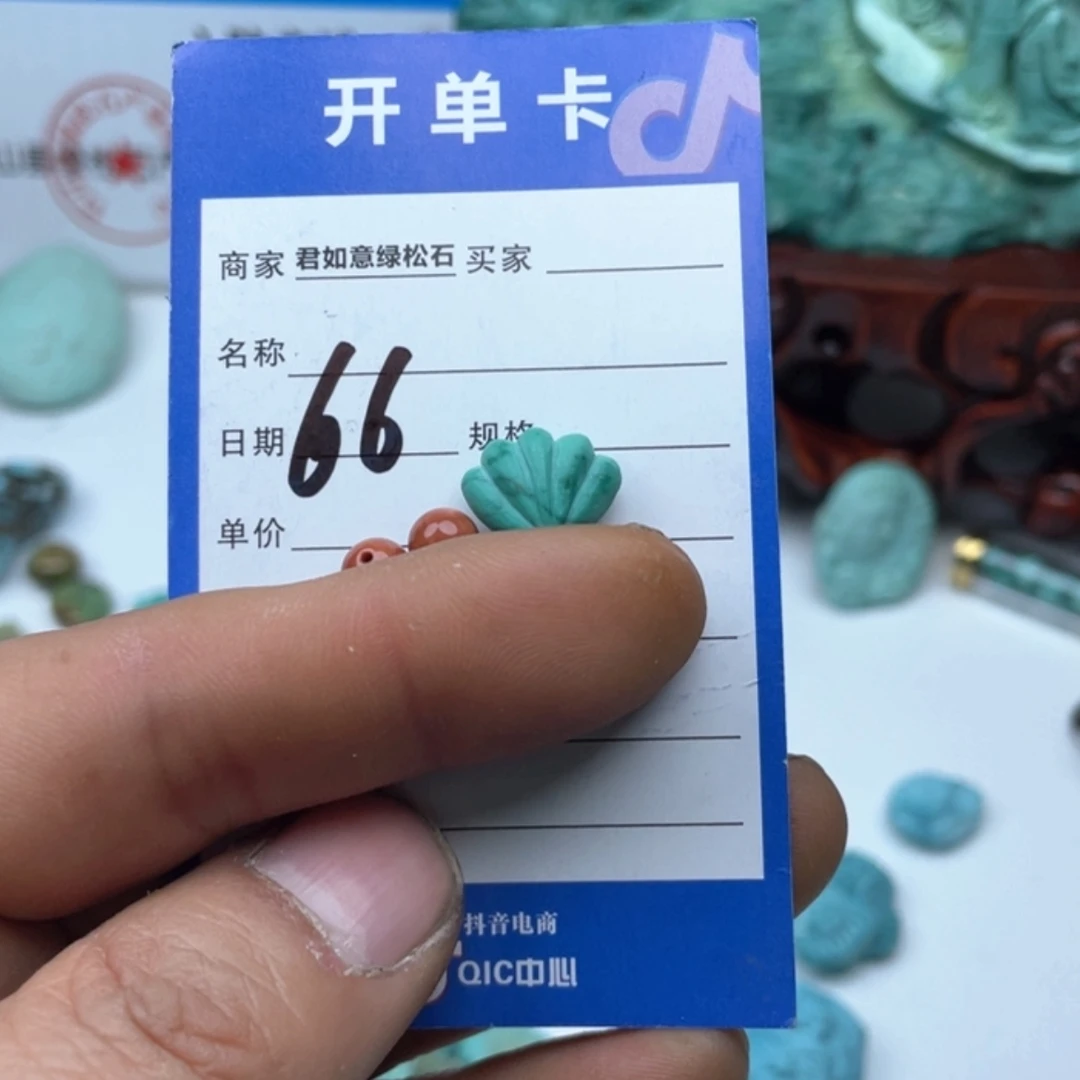 开单卡
商家 君如意绿松石 买家
名称
66
日期 规格
单价
抖音电商
QIC中心